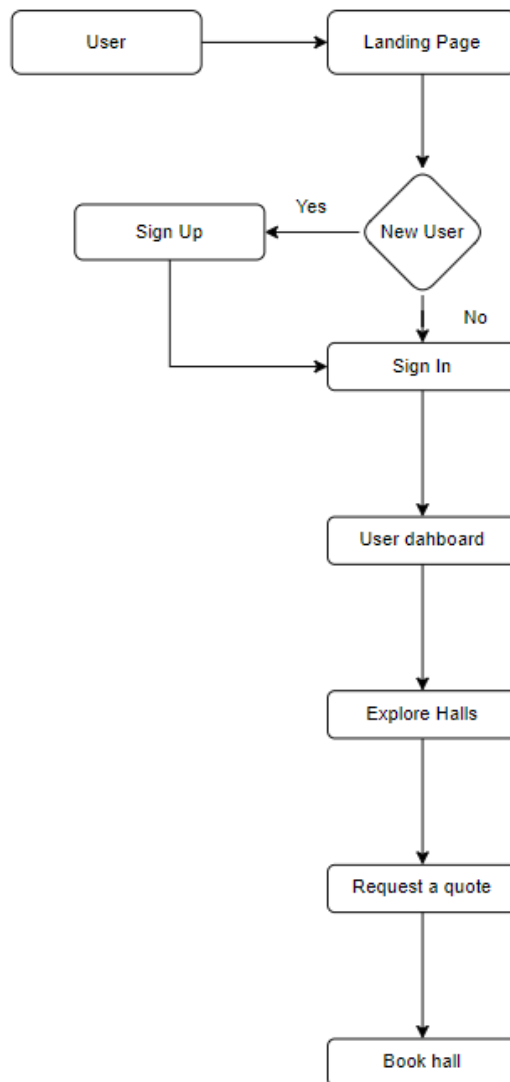 User
Landing Page
Yes
Sign Up
New User
No
Sign In
User dahboard
Explore Halls
Request a quote
Book hall